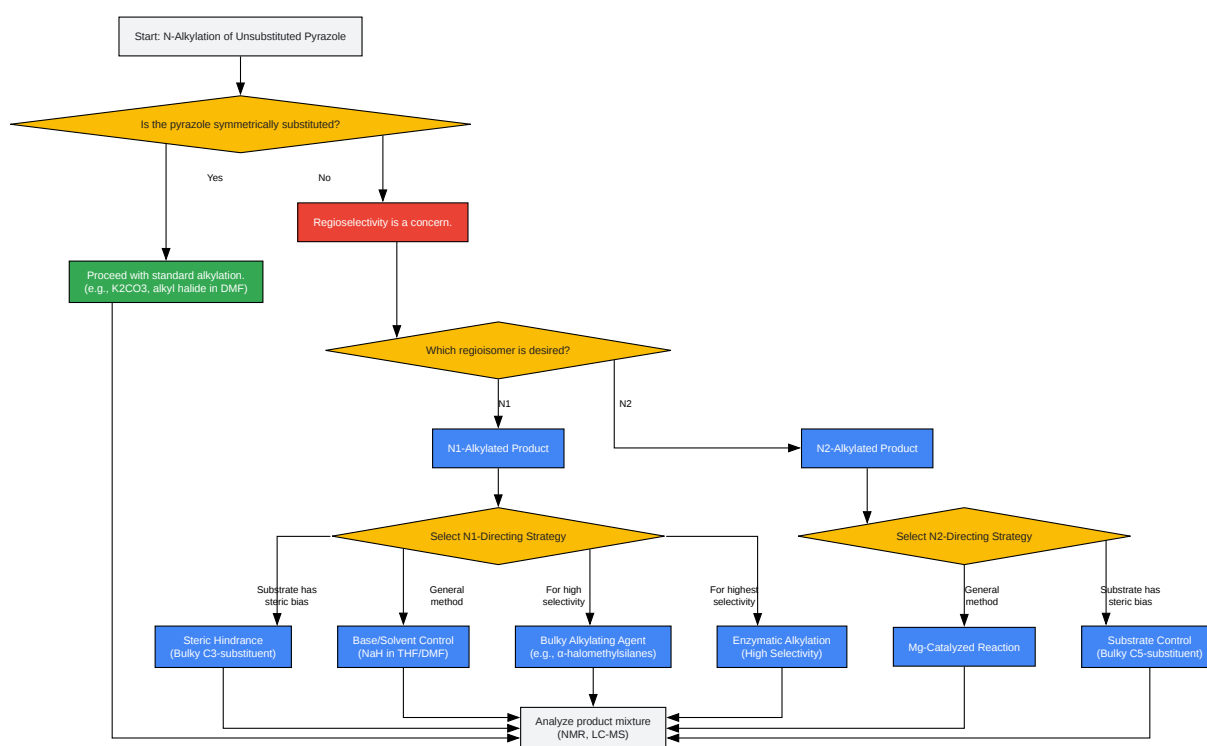 Start: N-Alkylation of Unsubstituted Pyrazole
Is the pyrazole symmetrically substituted?
Yes
No
Regioselectivity is a concern.
Proceed with standard alkylation.
(e.g., K2CO3, alkyl halide in DMF)
Which regioisomer is desired?
N1
N2
N1-Alkylated Product
N2-Alkylated Product
Select N1-Directing Strategy
Select N2-Directing Strategy
Substrate has
steric bias
General
method
For high
selectivity
For highest
selectivity
General
method
Substrate has
steric bias
Steric Hindrance
(Bulky C3-substituent)
Base/Solvent Control
(NaH in THF/DMF)
Bulky Alkylating Agent
(e.g., α-halomethylsilanes)
Enzymatic Alkylation
(High Selectivity)
Mg-Catalyzed Reaction
Substrate Control
(Bulky C5-substituent)
Analyze product mixture
(NMR, LC-MS)